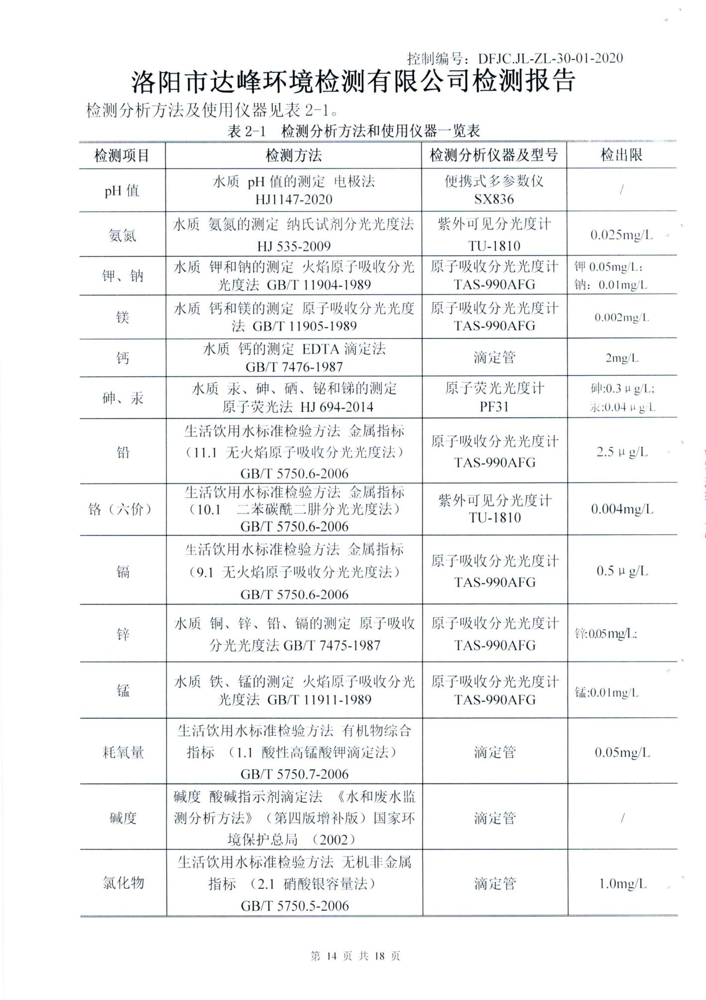 控制编号：DFJC.JL-ZL-30-01-2020
洛阳市达峰环境检测有限公司检测报告
检测分析方法及使用仪器见表 2-1。
表 2-1 检测分析方法和使用仪器一览表
检测项目 检测方法 检测分析仪器及型号 检出限
pH 值
水质 pH 值的测定 电极法
HJ1147-2020
便携式多参数仪
SX836
/
氨氮
水质 氨氮的测定 纳氏试剂分光光度法
HJ 535-2009
紫外可见分光度计
TU-1810
0.025mg/L
钾、钠
水质 钾和钠的测定 火焰原子吸收分光
光度法 GB/T 11904-1989
原子吸收分光光度计
TAS-990AFG
钾 0.05mg/L;
钠：0.01mg/L
镁
水质 钙和镁的测定 原子吸收分光光度
法 GB/T 11905-1989
原子吸收分光光度计
TAS-990AFG
0.002mg/L
钙
水质 钙的测定 EDTA 滴定法
GB/T 7476-1987
滴定管
2mg/L
砷、汞
水质 汞、砷、硒、铋和锑的测定
原子荧光法 HJ 694-2014
原子荧光光度计
PF31
砷:0.3 μg/L;
汞:0.04 μg/L
铅
生活饮用水标准检验方法 金属指标
（11.1 无火焰原子吸收分光光度法）
GB/T 5750.6-2006
原子吸收分光光度计
TAS-990AFG
2.5 μg/L
铬（六价）
生活饮用水标准检验方法 金属指标
（10.1 二苯碳酰二肼分光光度法）
GB/T 5750.6-2006
紫外可见分光度计
TU-1810
0.004mg/L
镉
生活饮用水标准检验方法 金属指标
（9.1 无火焰原子吸收分光光度法）
GB/T 5750.6-2006
原子吸收分光光度计
TAS-990AFG
0.5 μg/L
锌
水质 铜、锌、铅、镉的测定 原子吸收
分光光度法 GB/T 7475-1987
原子吸收分光光度计
TAS-990AFG
锌:0.05mg/L;
锰
水质 铁、锰的测定 火焰原子吸收分光
光度法 GB/T 11911-1989
原子吸收分光光度计
TAS-990AFG
锰:0.01mg/L
耗氧量
生活饮用水标准检验方法 有机物综合
指标 （1.1 酸性高锰酸钾滴定法）
GB/T 5750.7-2006
滴定管
0.05mg/L
碱度
碱度 酸碱指示剂滴定法 《水和废水监
测分析方法》（第四版增补版）国家环
境保护总局 （2002）
滴定管
/
氯化物
生活饮用水标准检验方法 无机非金属
指标 （2.1 硝酸银容量法）
GB/T 5750.5-2006
滴定管
1.0mg/L
第 14 页 共 18 页